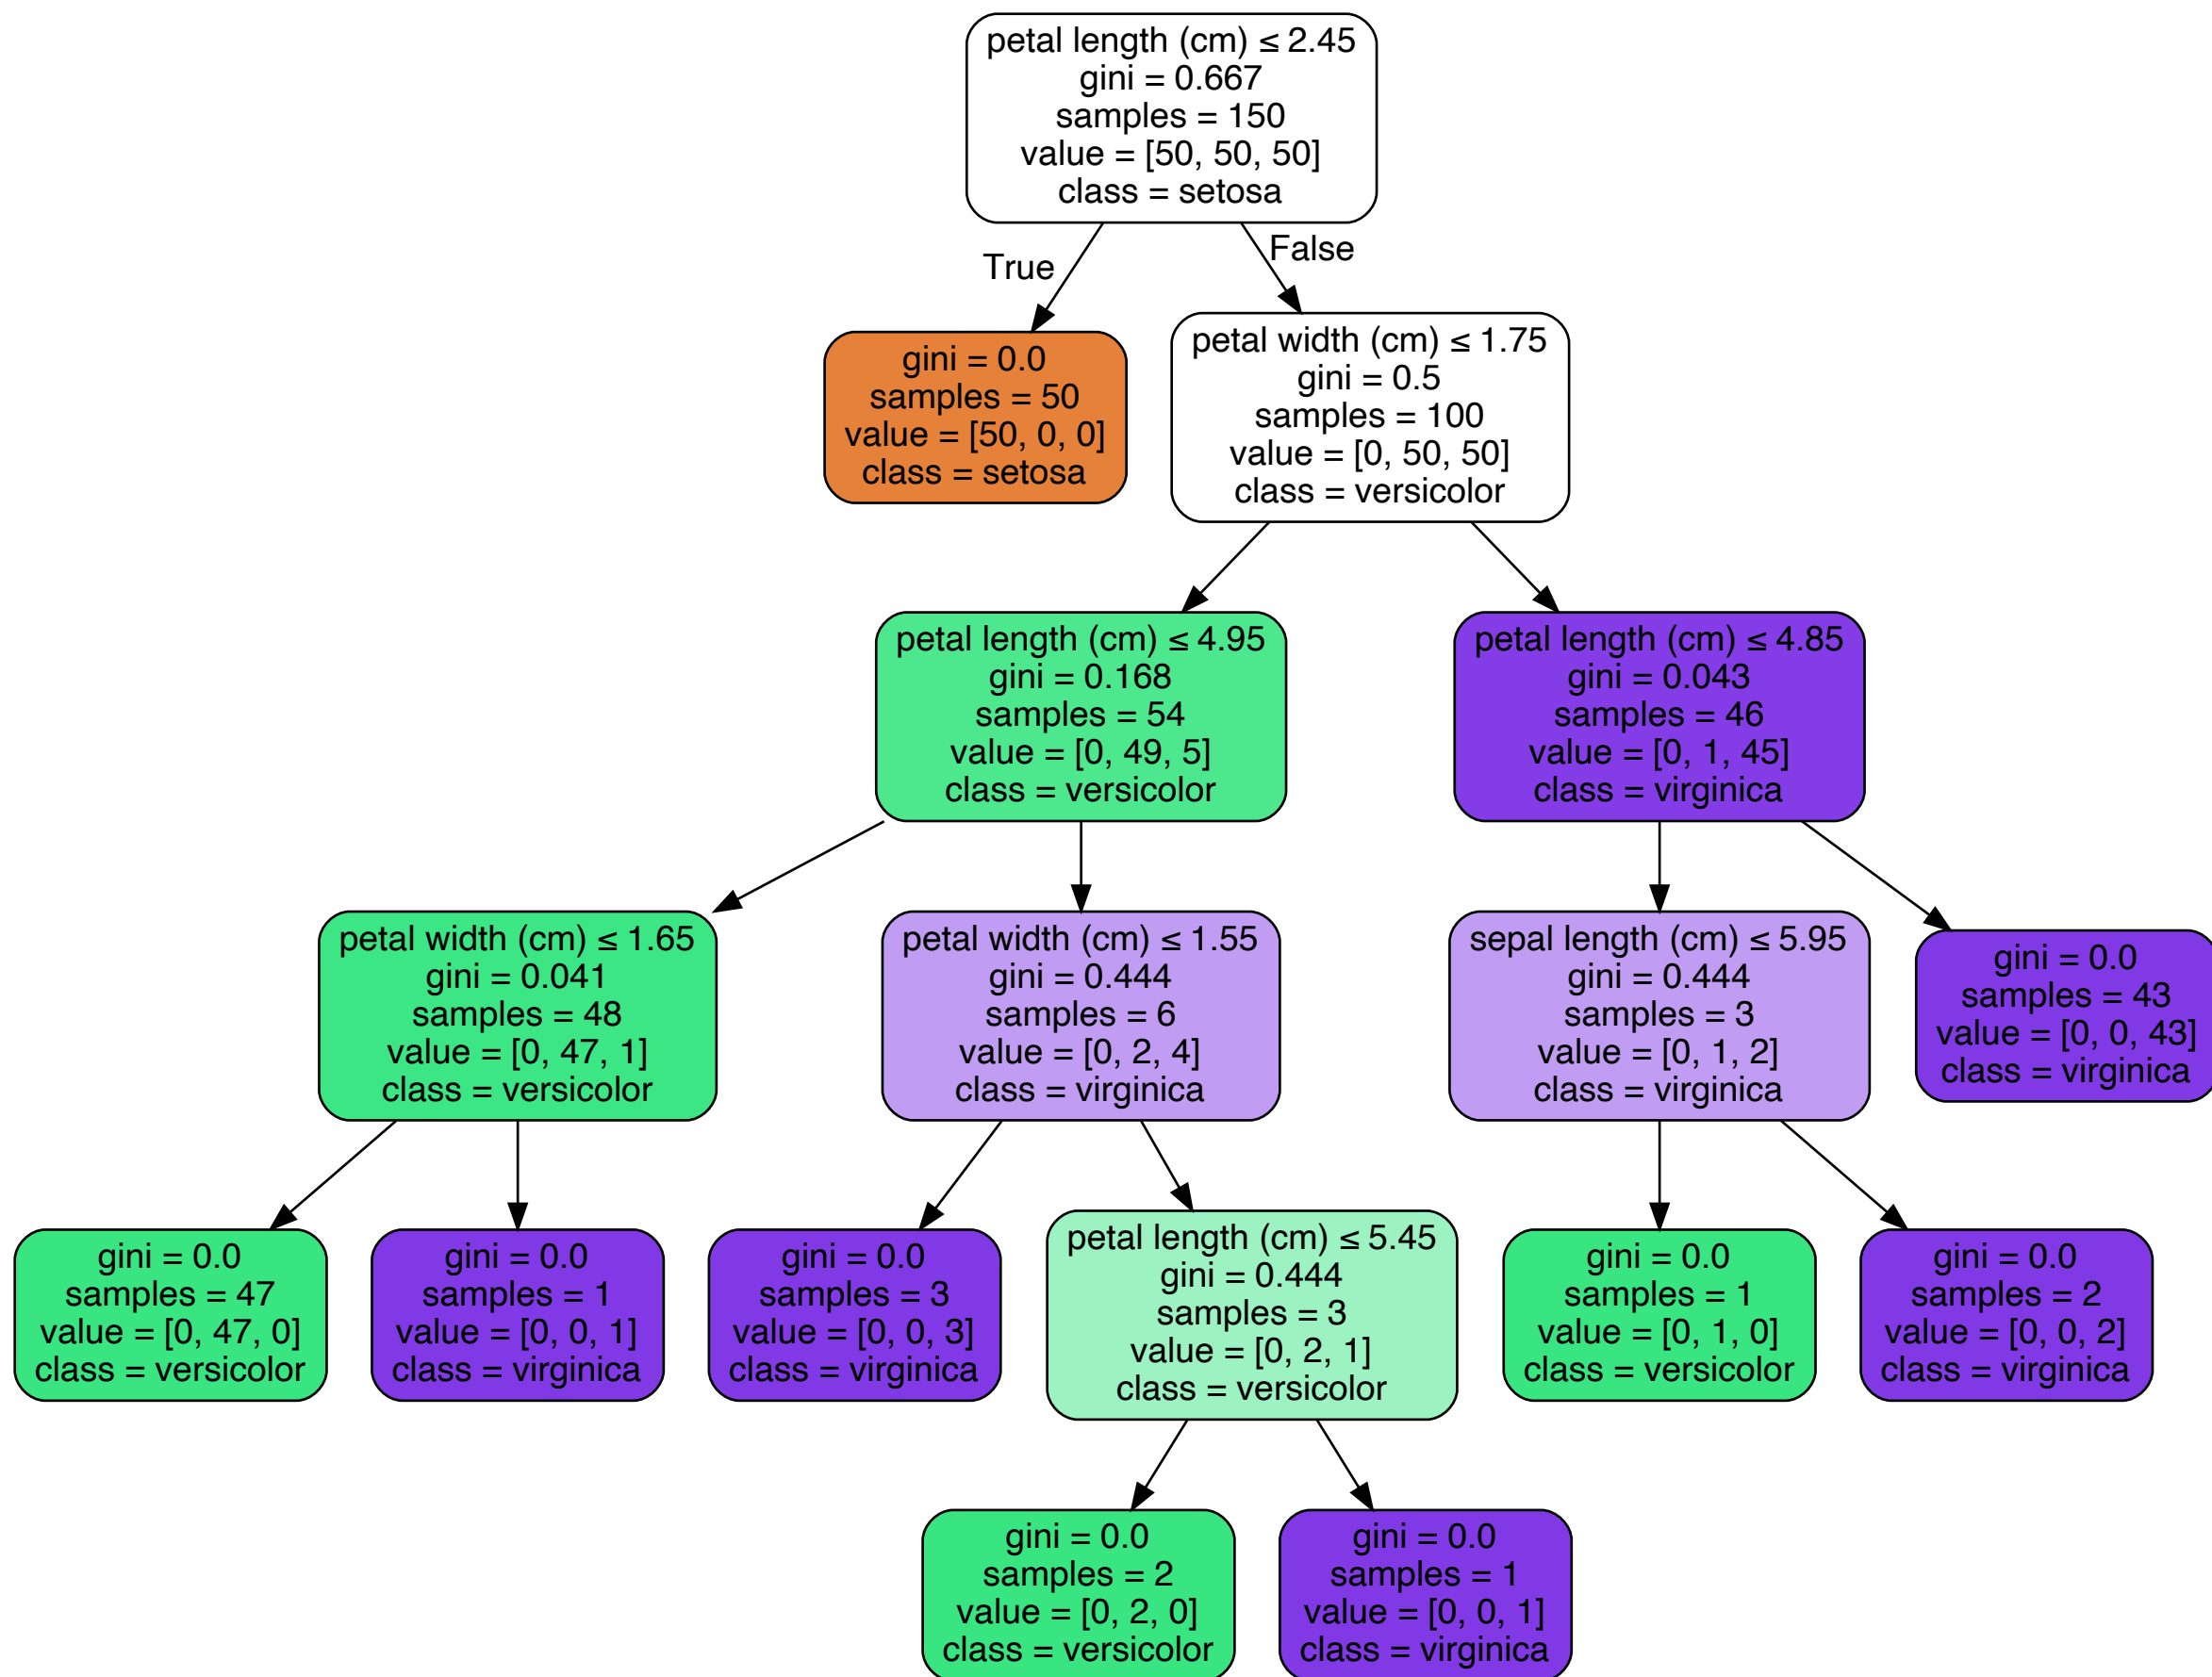 petal length (cm) ≤ 2.45
gini = 0.667
samples = 150
value = [50, 50, 50]
class = setosa
True
False
gini = 0.0
samples = 50
value = [50, 0, 0]
class = setosa
petal width (cm) ≤ 1.75
gini = 0.5
samples = 100
value = [0, 50, 50]
class = versicolor
petal length (cm) ≤ 4.95
gini = 0.168
samples = 54
value = [0, 49, 5]
class = versicolor
petal length (cm) ≤ 4.85
gini = 0.043
samples = 46
value = [0, 1, 45]
class = virginica
petal width (cm) ≤ 1.65
gini = 0.041
samples = 48
value = [0, 47, 1]
class = versicolor
petal width (cm) ≤ 1.55
gini = 0.444
samples = 6
value = [0, 2, 4]
class = virginica
sepal length (cm) ≤ 5.95
gini = 0.444
samples = 3
value = [0, 1, 2]
class = virginica
gini = 0.0
samples = 43
value = [0, 0, 43]
class = virginica
gini = 0.0
samples = 47
value = [0, 47, 0]
class = versicolor
gini = 0.0
samples = 1
value = [0, 0, 1]
class = virginica
gini = 0.0
samples = 3
value = [0, 0, 3]
class = virginica
petal length (cm) ≤ 5.45
gini = 0.444
samples = 3
value = [0, 2, 1]
class = versicolor
gini = 0.0
samples = 1
value = [0, 1, 0]
class = versicolor
gini = 0.0
samples = 2
value = [0, 0, 2]
class = virginica
gini = 0.0
samples = 2
value = [0, 2, 0]
class = versicolor
gini = 0.0
samples = 1
value = [0, 0, 1]
class = virginica